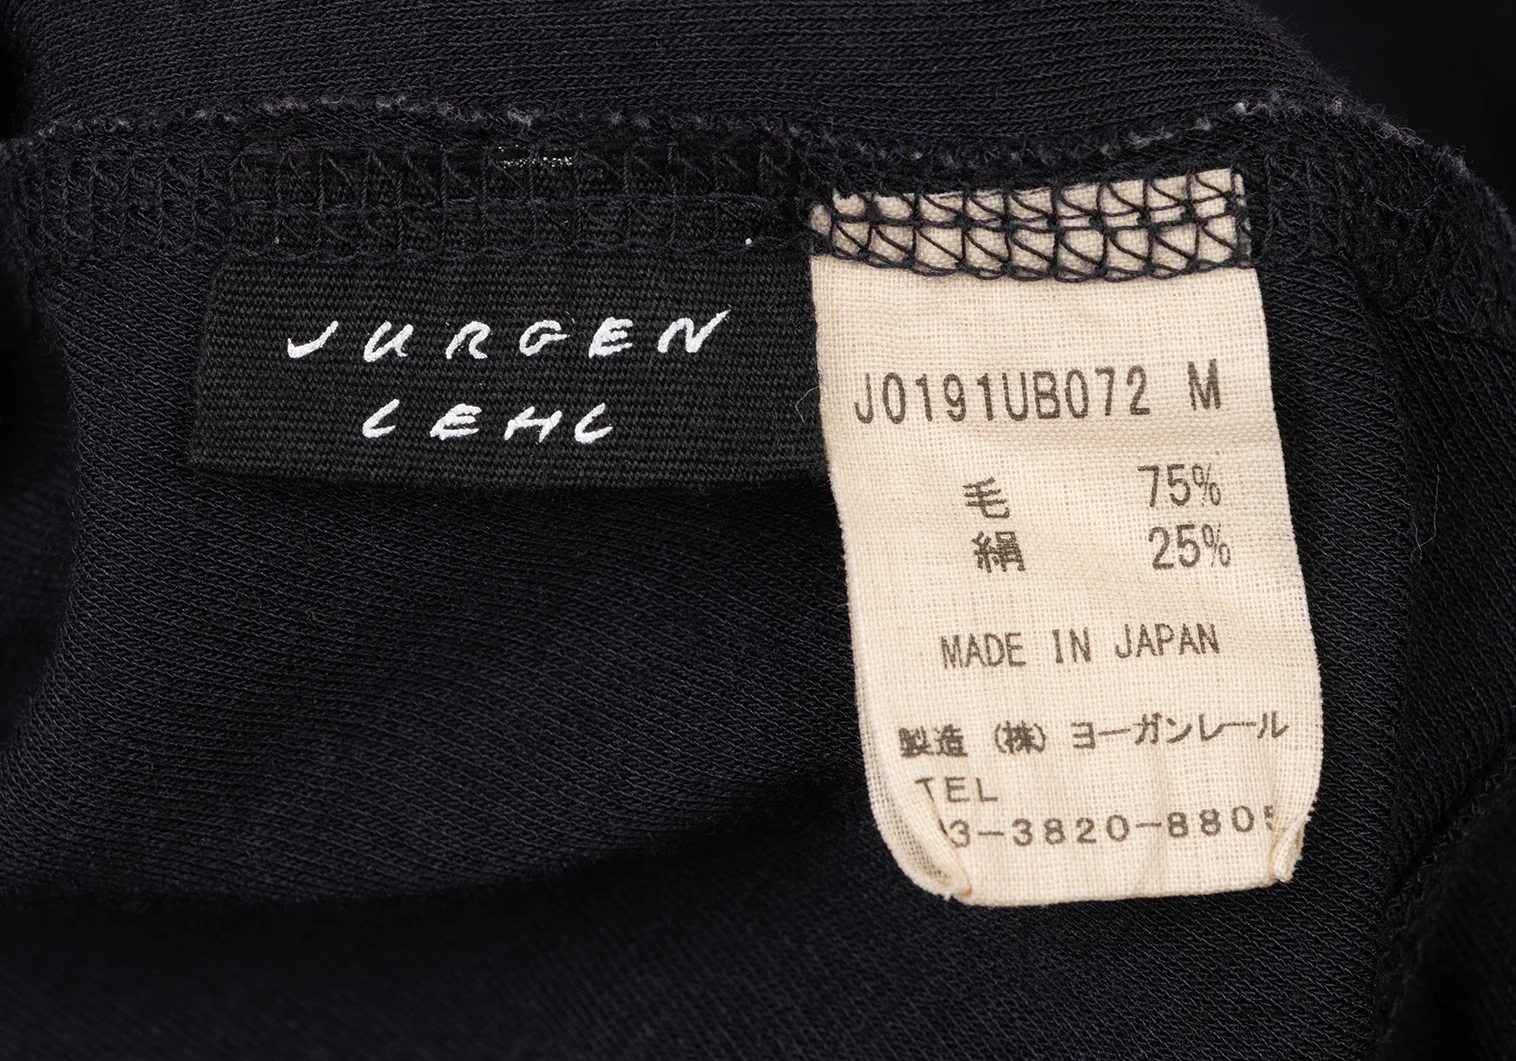 JURGEN
LEHL
J0191UB072 M
毛 75%
絹 25%
MADE IN JAPAN
製造 (株) ヨーガンレール
TEL
3-3820-8805